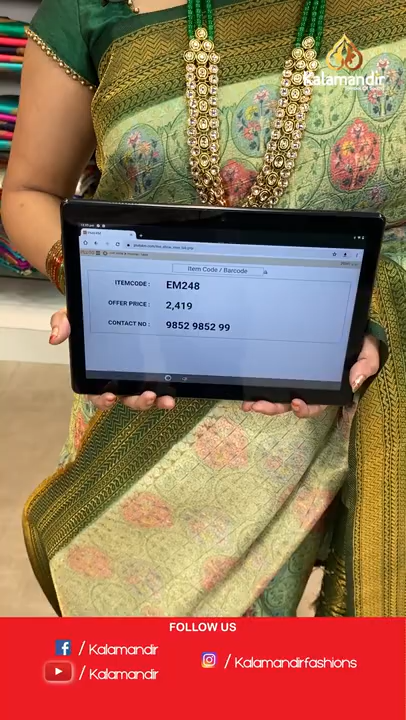 Kalamandir
Item Code / Barcode
ITEMCODE : EM248
OFFER PRICE : 2,419
CONTACT NO : 9852 9852 99
FOLLOW US
/ Kalamandir
/ Kalamandir
/ Kalamandirfashions